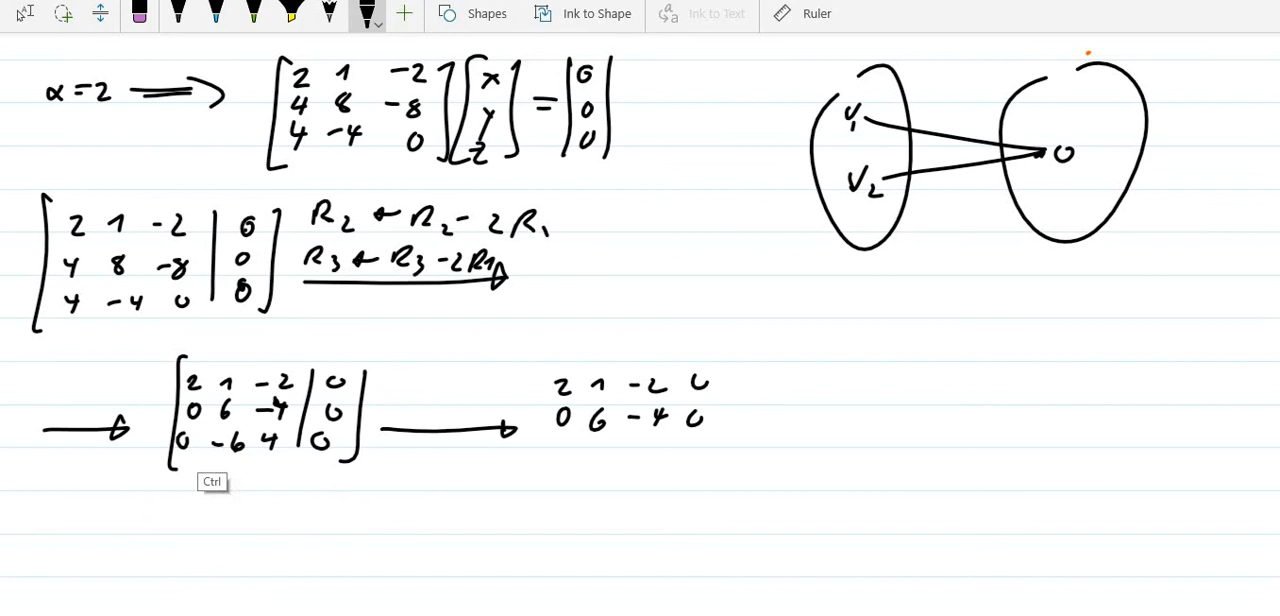 Shapes Ink to Shape Ink to Text Ruler
α = 2 ⟹ [2 1 -2] [x] = |0|
[4 8 -8] [y] |0|
[4 -4 0] [z] |0|
V1 0
V2
[2 1 -2 | 0] R2 ← R2 - 2R1
[4 8 -8 | 0] R3 ← R3 - 2R1
[4 -4 0 | 0]
[2 1 -2 | 0] 2 1 -2 0
[0 6 -4 | 0] 0 6 -4 0
[0 -6 4 | 0]
Ctrl